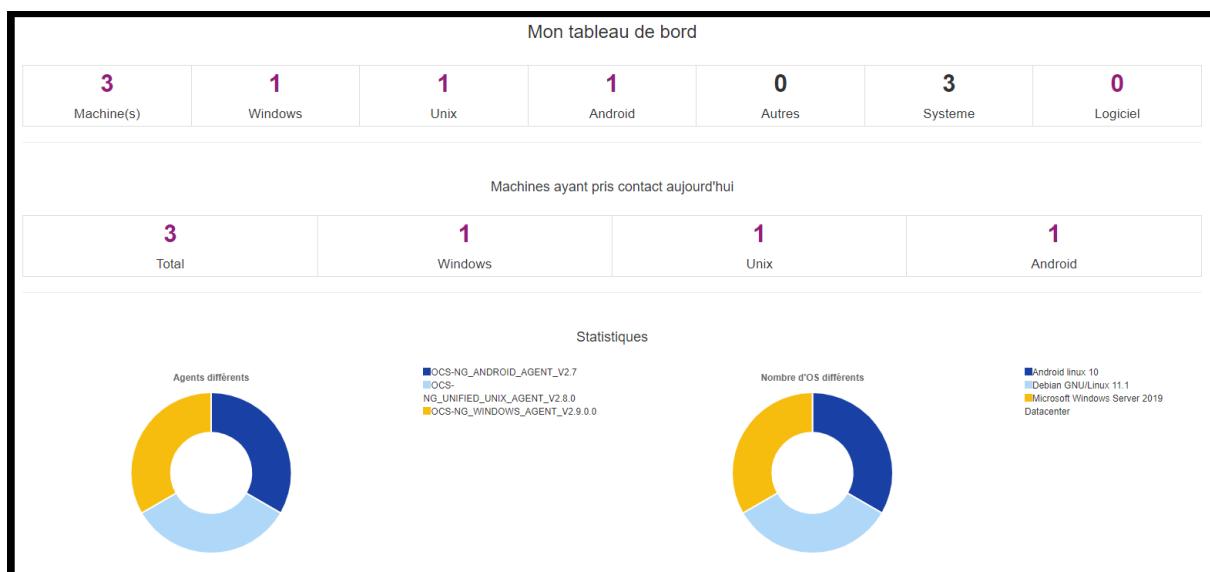 Mon tableau de bord
3 1 1 1 0 3 0
Machine(s) Windows Unix Android Autres Systeme Logiciel
Machines ayant pris contact aujourd'hui
3 1 1 1
Total Windows Unix Android
Statistiques
Agents différents
OCS-NG_ANDROID_AGENT_V2.7
OCS-
NG_UNIFIED_UNIX_AGENT_V2.8.0
OCS-NG_WINDOWS_AGENT_V2.9.0.0
Nombre d'OS différents
Android linux 10
Debian GNU/Linux 11.1
Microsoft Windows Server 2019
Datacenter